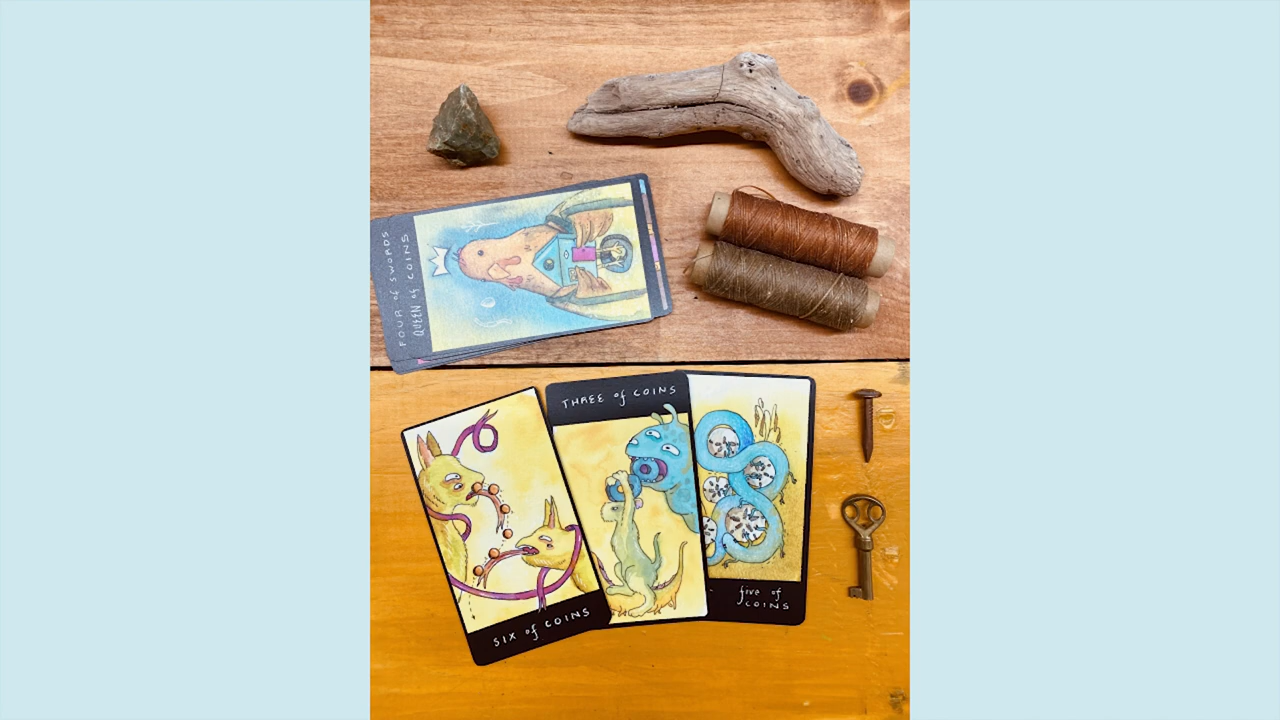 FOUR of SWORDS
QUEEN of COINS
THREE of COINS
five of
COINS
SIX of COINS